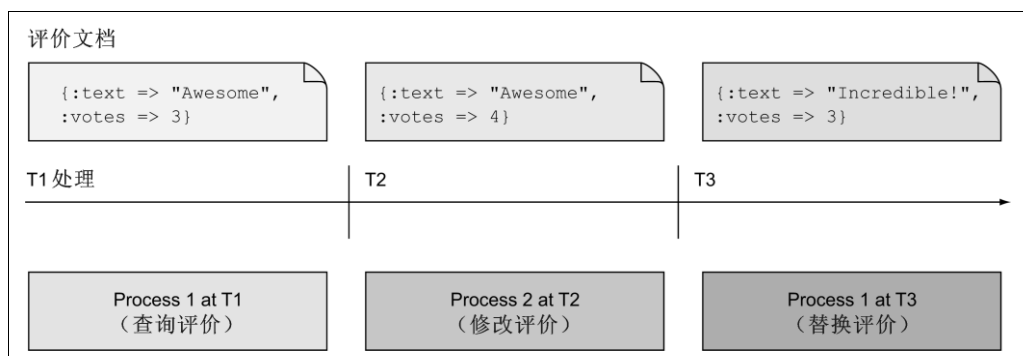 评价文档
{:text => "Awesome",
:votes => 3}
{:text => "Awesome",
:votes => 4}
{:text => "Incredible!",
:votes => 3}
T1 处理
T2
T3
Process 1 at T1
（查询评价）
Process 2 at T2
（修改评价）
Process 1 at T3
（替换评价）